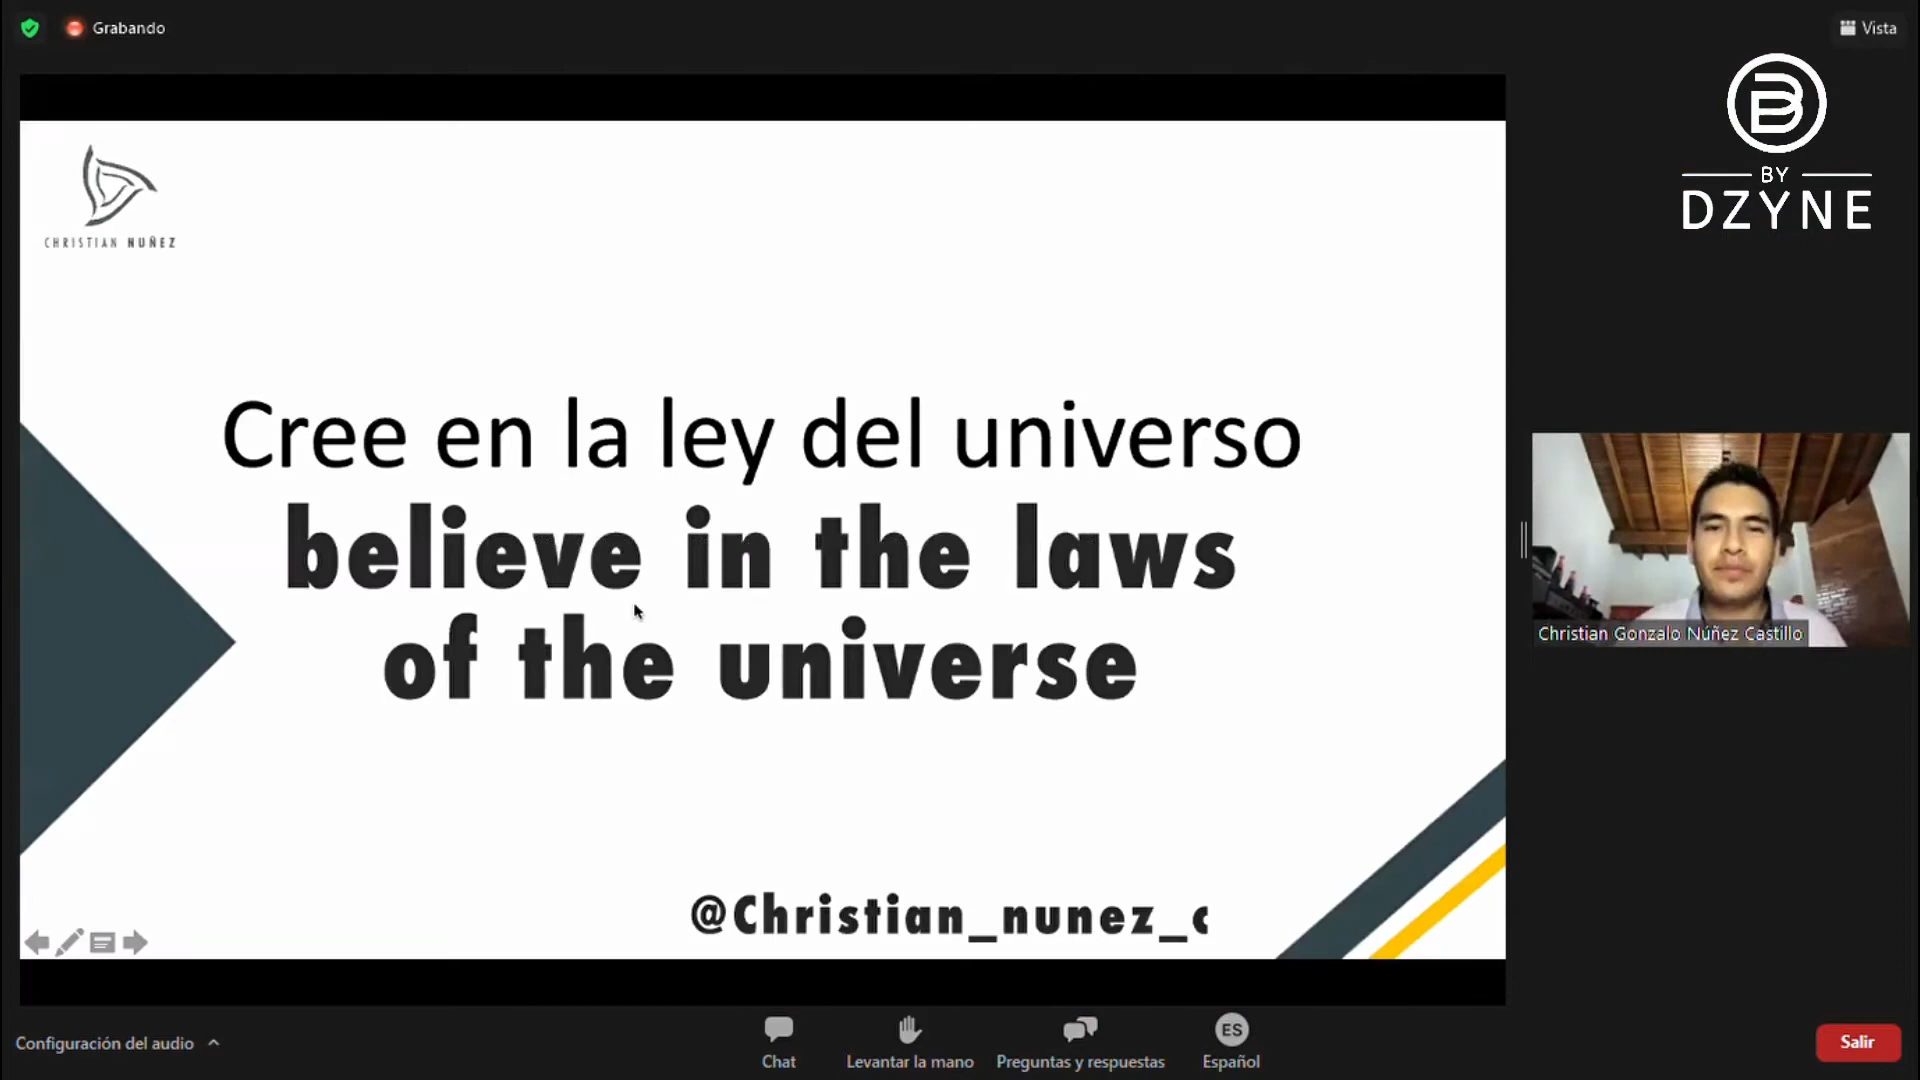 Grabando
Vista
B
BY
DZYNE
CHRISTIAN NUÑEZ
Cree en la ley del universo
believe in the laws
of the universe
Christian Gonzalo Núñez Castillo
@Christian_nunez_c
Configuración del audio
Chat
Levantar la mano
Preguntas y respuestas
ES
Español
Salir